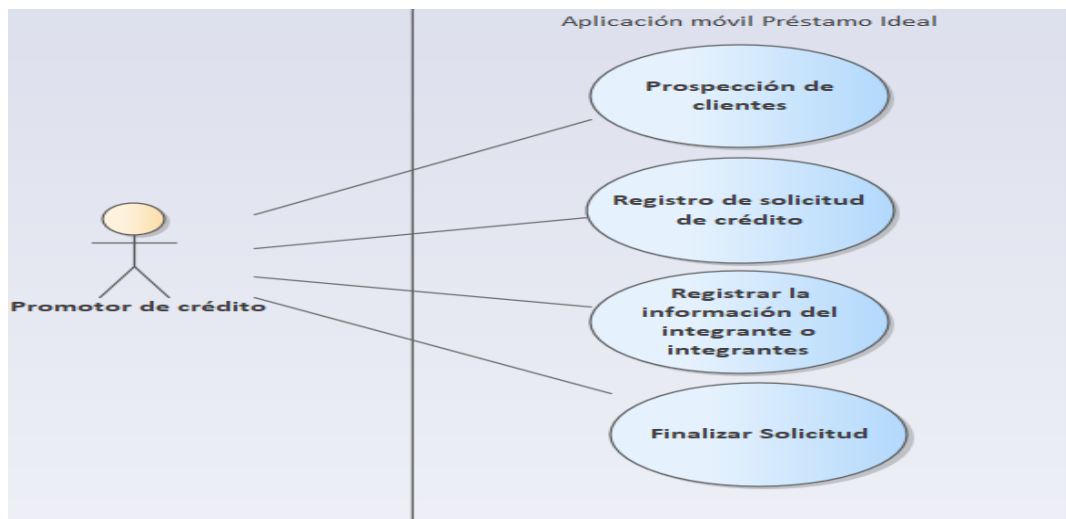 Aplicación móvil Préstamo Ideal
Prospección de
clientes
Registro de solicitud
de crédito
Promotor de crédito
Registrar la
información del
integrante o
integrantes
Finalizar Solicitud